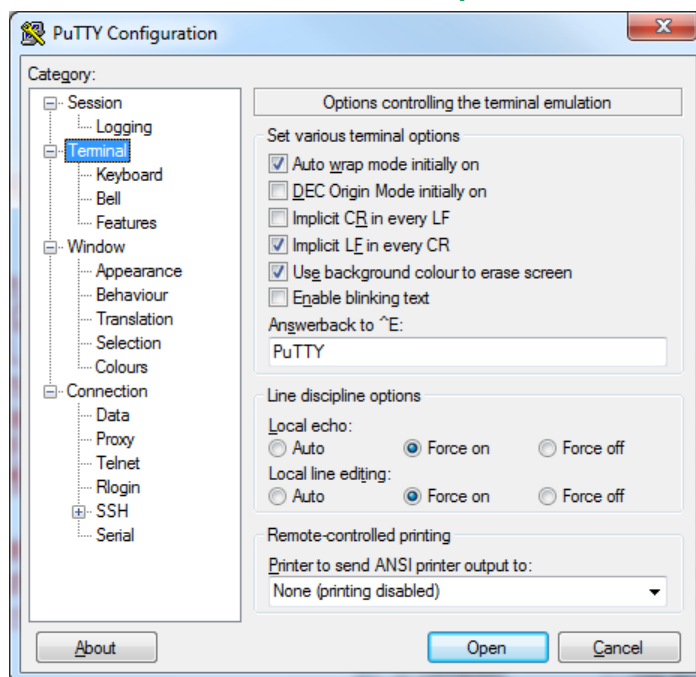 PuTTY Configuration
Category:
Session
Logging
Terminal
Keyboard
Bell
Features
Window
Appearance
Behaviour
Translation
Selection
Colours
Connection
Data
Proxy
Telnet
Rlogin
SSH
Serial
Options controlling the terminal emulation
Set various terminal options
Auto wrap mode initially on
DEC Origin Mode initially on
Implicit CR in every LF
Implicit LF in every CR
Use background colour to erase screen
Enable blinking text
Answerback to ^E:
PuTTY
Line discipline options
Local echo:
Auto Force on Force off
Local line editing:
Auto Force on Force off
Remote-controlled printing
Printer to send ANSI printer output to:
None (printing disabled)
About Open Cancel